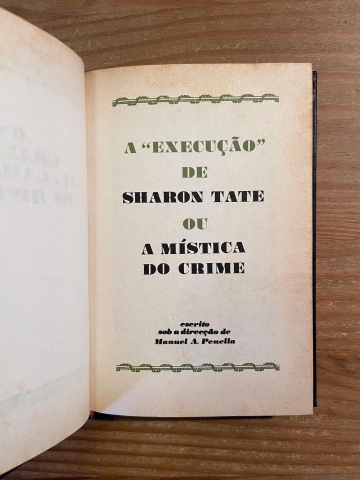 A “EXECUÇÃO”
DE
SHARON TATE
OU
A MÍSTICA
DO CRIME
escrito
sob a direcção de
Manuel A. Penella